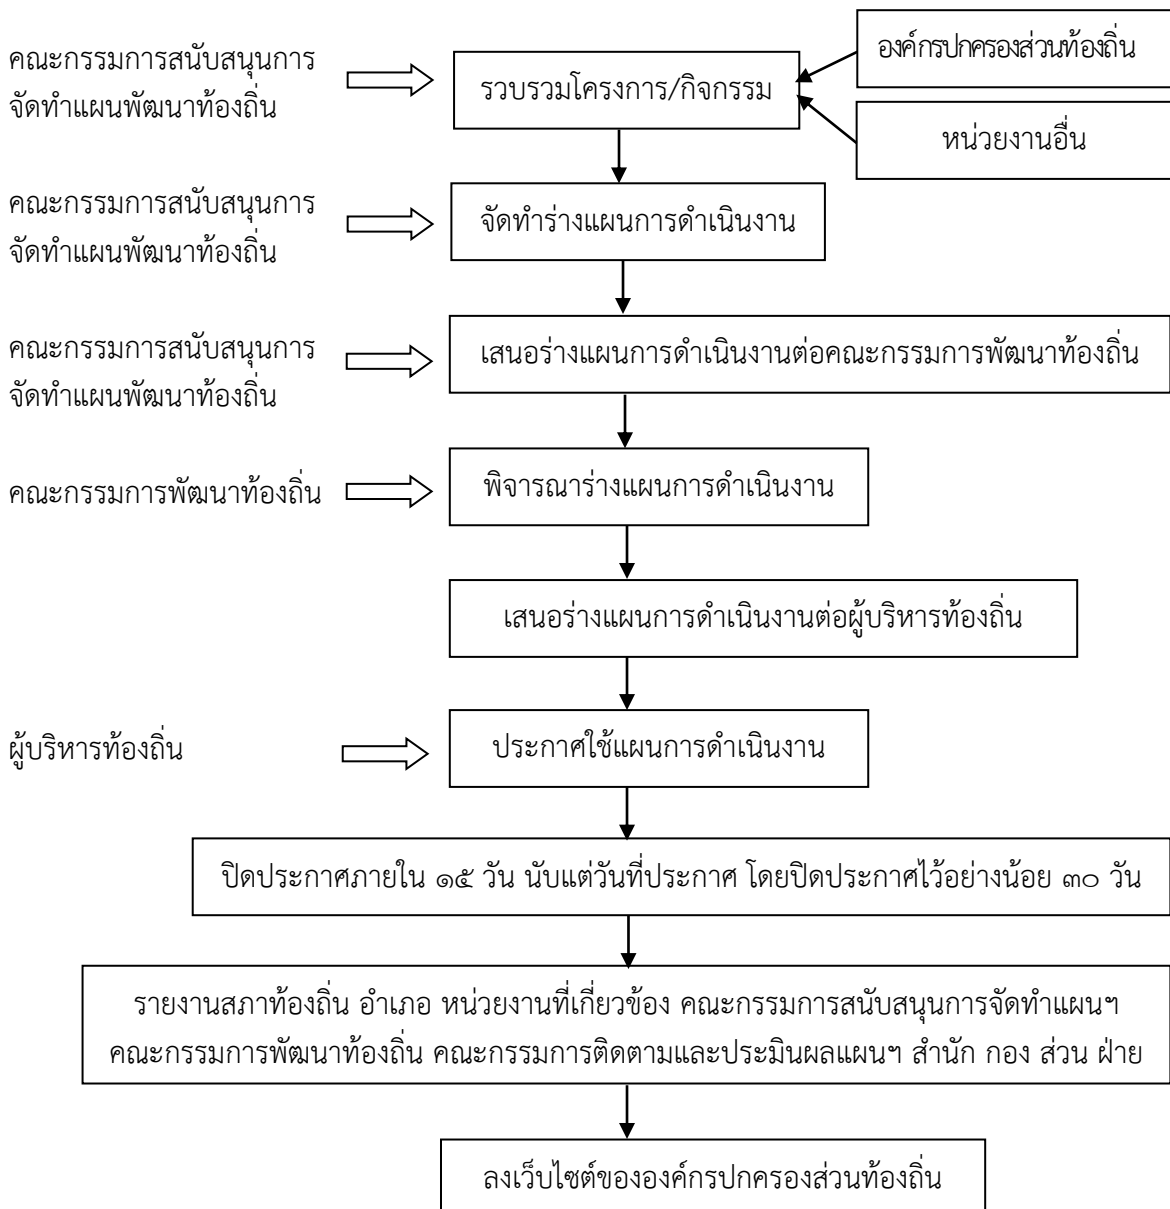 คณะกรรมการสนับสนุนการ
จัดทำแผนพัฒนาท้องถิ่น
รวบรวมโครงการ/กิจกรรม
องค์กรปกครองส่วนท้องถิ่น
หน่วยงานอื่น
คณะกรรมการสนับสนุนการ
จัดทำแผนพัฒนาท้องถิ่น
จัดทำร่างแผนการดำเนินงาน
คณะกรรมการสนับสนุนการ
จัดทำแผนพัฒนาท้องถิ่น
เสนอร่างแผนการดำเนินงานต่อคณะกรรมการพัฒนาท้องถิ่น
คณะกรรมการพัฒนาท้องถิ่น
พิจารณาร่างแผนการดำเนินงาน
เสนอร่างแผนการดำเนินงานต่อผู้บริหารท้องถิ่น
ผู้บริหารท้องถิ่น
ประกาศใช้แผนการดำเนินงาน
ปิดประกาศภายใน ๑๕ วัน นับแต่วันที่ประกาศ โดยปิดประกาศไว้อย่างน้อย ๓๐ วัน
รายงานสภาท้องถิ่น อำเภอ หน่วยงานที่เกี่ยวข้อง คณะกรรมการสนับสนุนการจัดทำแผนฯ
คณะกรรมการพัฒนาท้องถิ่น คณะกรรมการติดตามและประมินผลแผนฯ สำนัก กอง ส่วน ฝ่าย
ลงเว็บไซต์ขององค์กรปกครองส่วนท้องถิ่น